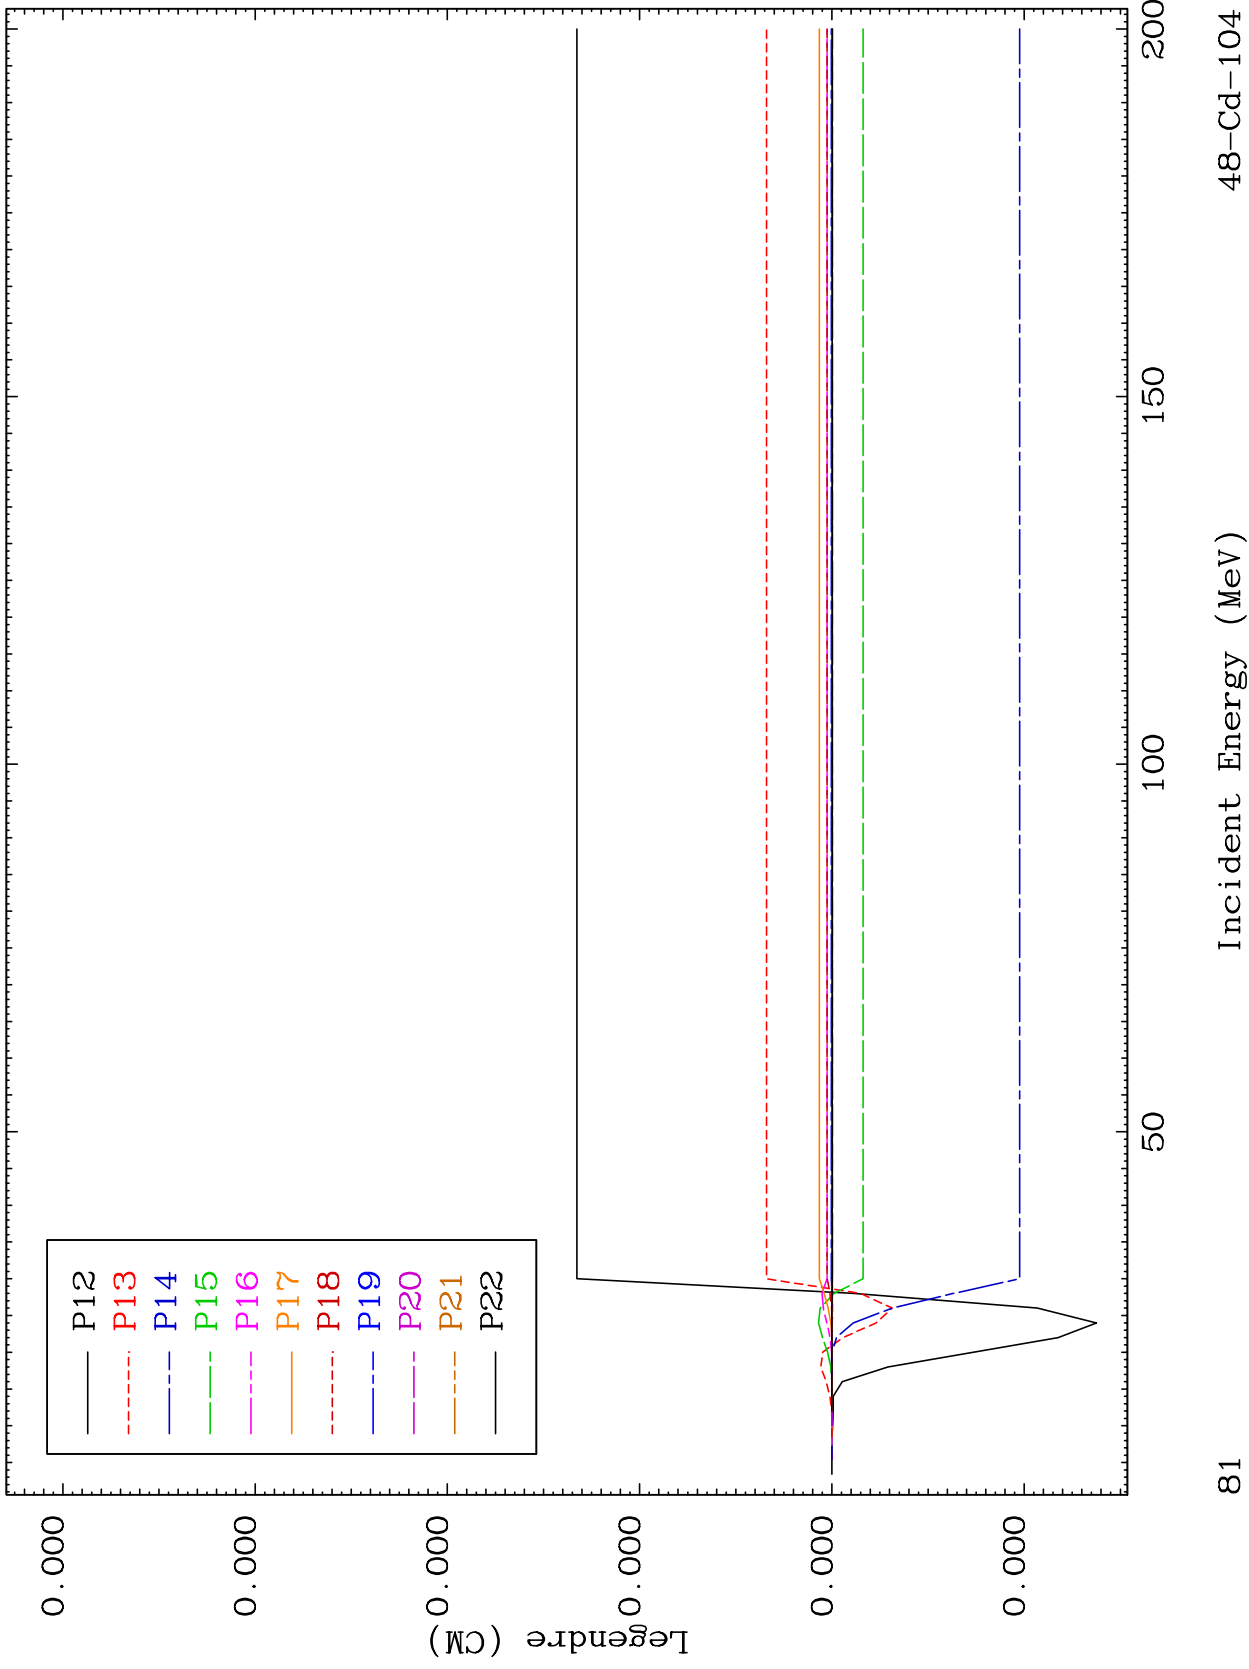 Legendre (CM)
0.000
0.000
0.000
0.000
0.000
0.000
P12
P13
P14
P15
P16
P17
P18
P19
P20
P21
P22
50
100
150
200
Incident Energy (MeV)
81
48-Cd-104